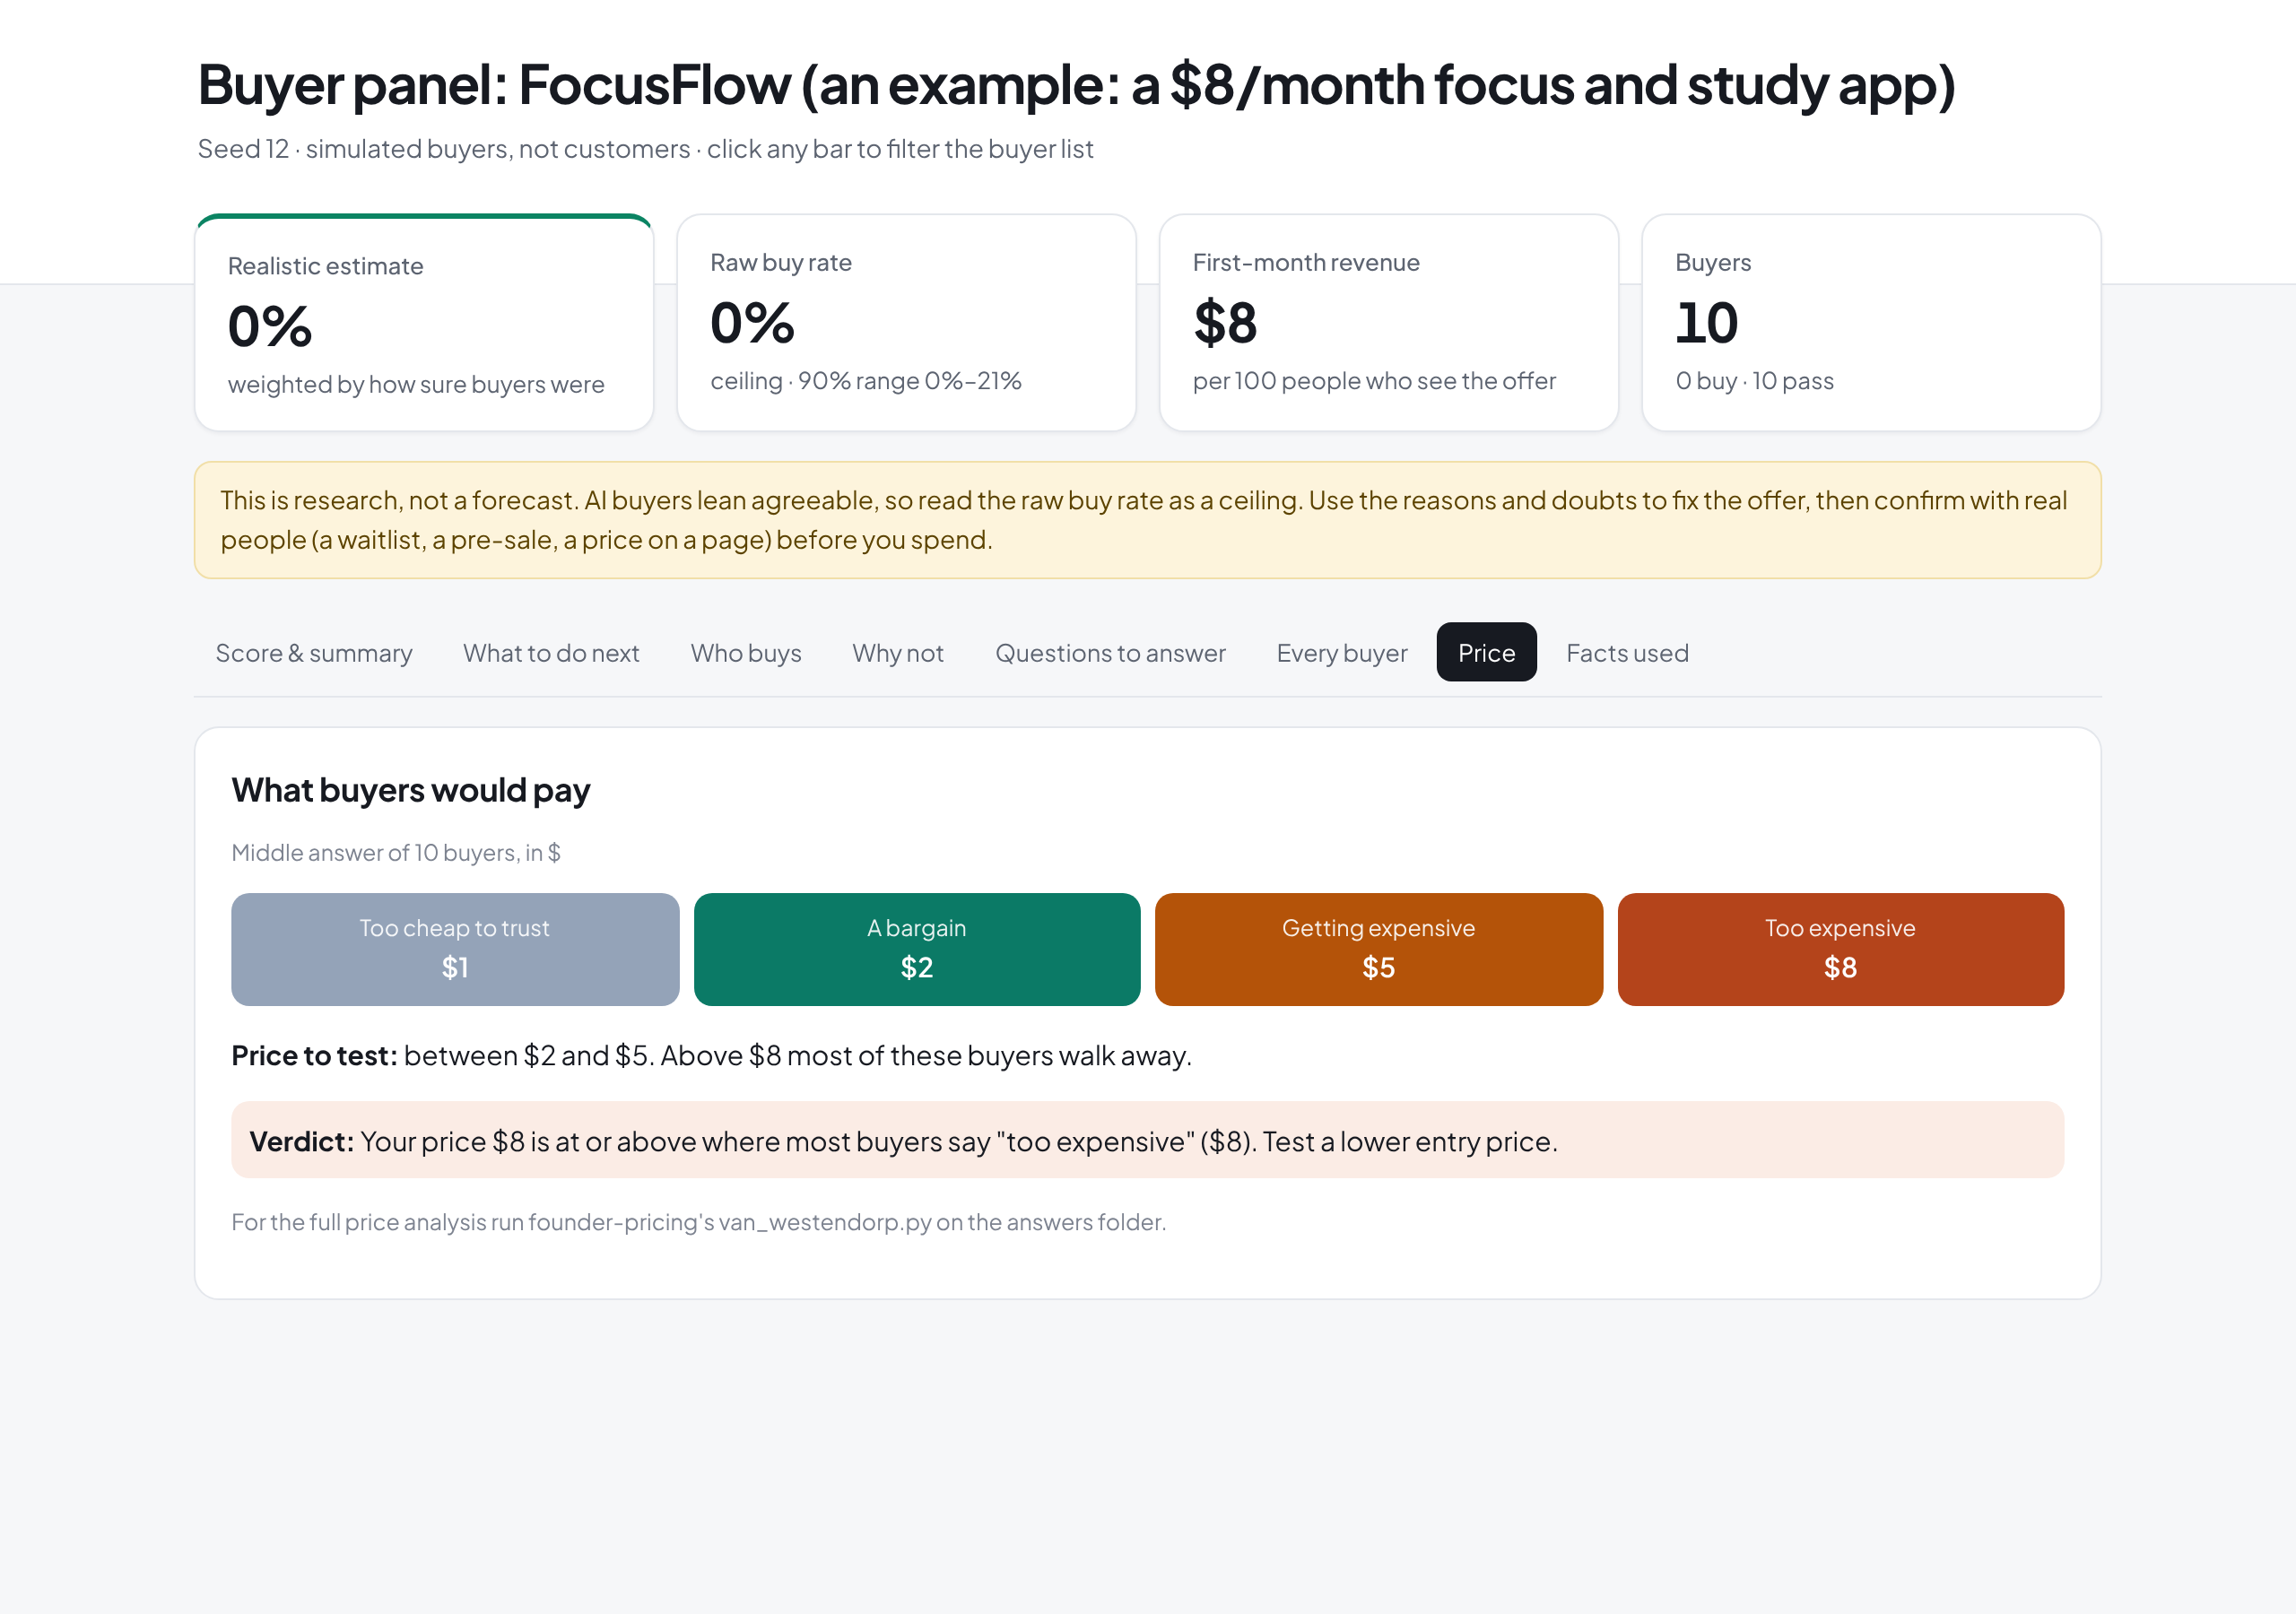 Buyer panel: FocusFlow (an example: a $8/month focus and study app)
Seed 12 · simulated buyers, not customers · click any bar to filter the buyer list
Realistic estimate
0%
weighted by how sure buyers were
Raw buy rate
0%
ceiling · 90% range 0%–21%
First-month revenue
$8
per 100 people who see the offer
Buyers
10
0 buy · 10 pass
This is research, not a forecast. AI buyers lean agreeable, so read the raw buy rate as a ceiling. Use the reasons and doubts to fix the offer, then confirm with real
people (a waitlist, a pre-sale, a price on a page) before you spend.
Score & summary What to do next Who buys Why not Questions to answer Every buyer Price Facts used
What buyers would pay
Middle answer of 10 buyers, in $
Too cheap to trust
$1
A bargain
$2
Getting expensive
$5
Too expensive
$8
Price to test: between $2 and $5. Above $8 most of these buyers walk away.
Verdict: Your price $8 is at or above where most buyers say "too expensive" ($8). Test a lower entry price.
For the full price analysis run founder-pricing's van_westendorp.py on the answers folder.